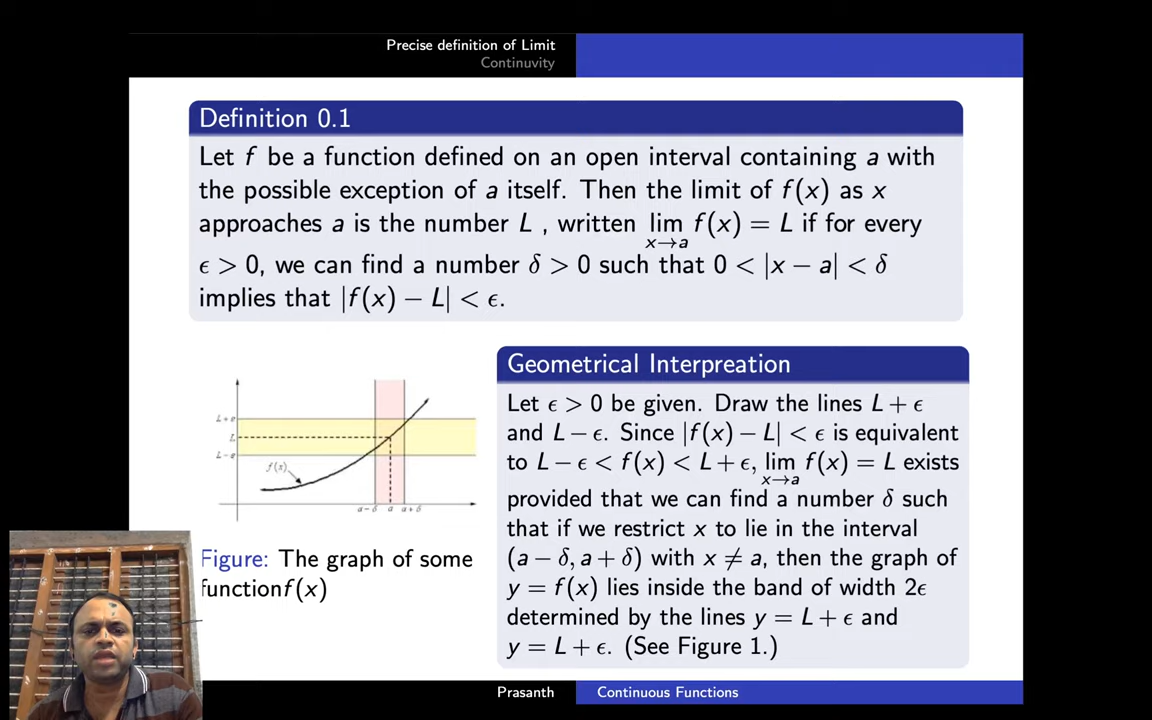 Precise definition of Limit
Continuvity
Definition 0.1
Let f be a function defined on an open interval containing a with
the possible exception of a itself. Then the limit of f(x) as x
approaches a is the number L , written lim f(x) = L if for every
x→a
ϵ > 0, we can find a number δ > 0 such that 0 < |x − a| < δ
implies that |f(x) − L| < ϵ.
L+ε
L
L−ε
f(x)
a−δ a a+δ
Figure: The graph of some
functionf(x)
Geometrical Interpreation
Let ϵ > 0 be given. Draw the lines L + ϵ
and L − ϵ. Since |f(x) − L| < ϵ is equivalent
to L − ϵ < f(x) < L + ϵ, lim f(x) = L exists
x→a
provided that we can find a number δ such
that if we restrict x to lie in the interval
(a − δ, a + δ) with x ≠ a, then the graph of
y = f(x) lies inside the band of width 2ϵ
determined by the lines y = L + ϵ and
y = L + ϵ. (See Figure 1.)
Prasanth
Continuous Functions